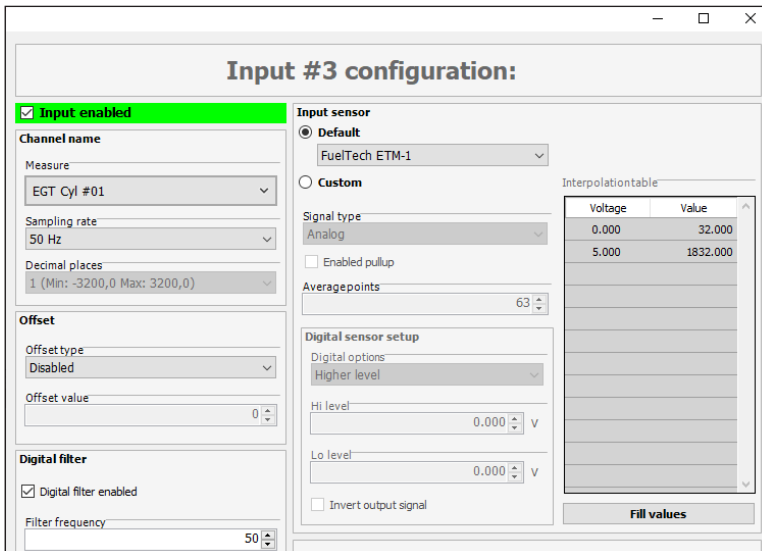 Input #3 configuration:
Input enabled
Channel name
Measure
EGT Cyl #01
Sampling rate
50 Hz
Decimal places
1 (Min: -3200,0 Max: 3200,0)
Offset
Offset type
Disabled
Offset value
0
Digital filter
Digital filter enabled
Filter frequency
50
Input sensor
Default
FuelTech ETM-1
Custom
Signal type
Analog
Enabled pullup
Averagepoints
63
Digital sensor setup
Digital options
Higher level
Hi level
0.000 V
Lo level
0.000 V
Invert output signal
Interpolationtable
Voltage Value
0.000 32.000
5.000 1832.000
Fill values